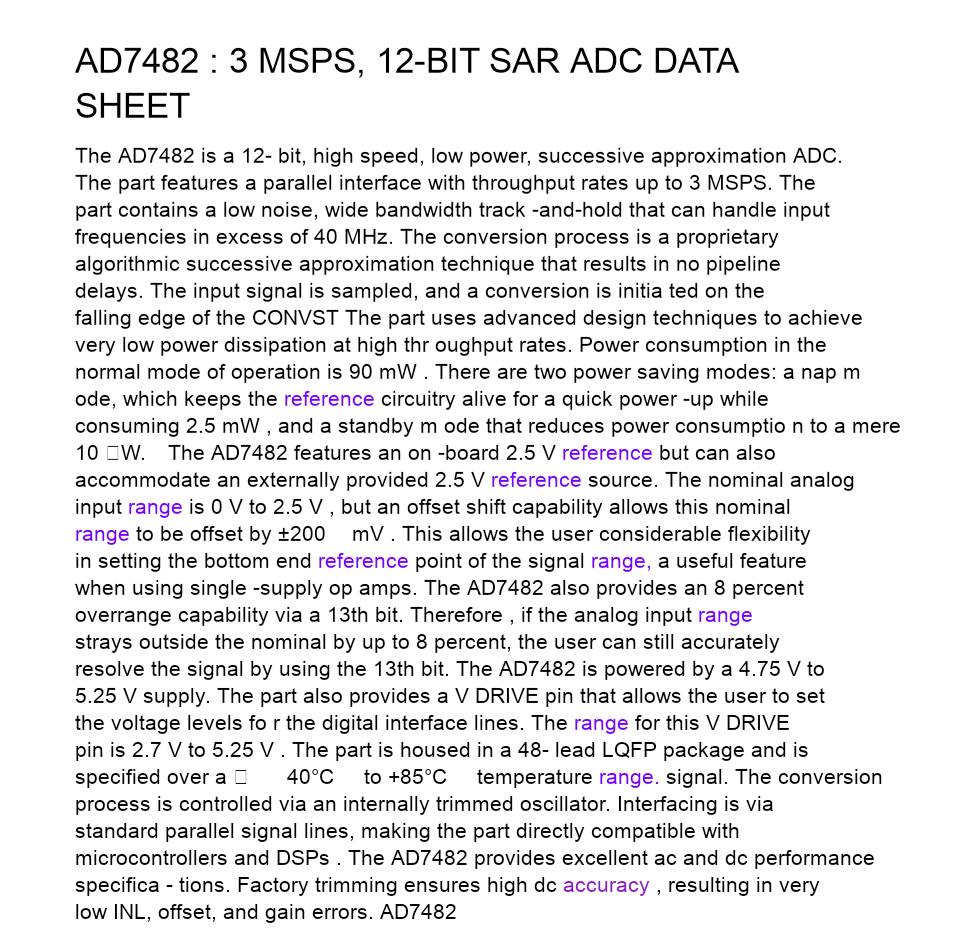 AD7482 : 3 MSPS, 12-BIT SAR ADC DATA
SHEET
The AD7482 is a 12- bit, high speed, low power, successive approximation ADC.
The part features a parallel interface with throughput rates up to 3 MSPS. The
part contains a low noise, wide bandwidth track -and-hold that can handle input
frequencies in excess of 40 MHz. The conversion process is a proprietary
algorithmic successive approximation technique that results in no pipeline
delays. The input signal is sampled, and a conversion is initia ted on the
falling edge of the CONVST The part uses advanced design techniques to achieve
very low power dissipation at high thr oughput rates. Power consumption in the
normal mode of operation is 90 mW . There are two power saving modes: a nap m
ode, which keeps the reference circuitry alive for a quick power -up while
consuming 2.5 mW , and a standby m ode that reduces power consumptio n to a mere
10 □W. The AD7482 features an on -board 2.5 V reference but can also
accommodate an externally provided 2.5 V reference source. The nominal analog
input range is 0 V to 2.5 V , but an offset shift capability allows this nominal
range to be offset by ±200 mV . This allows the user considerable flexibility
in setting the bottom end reference point of the signal range, a useful feature
when using single -supply op amps. The AD7482 also provides an 8 percent
overrange capability via a 13th bit. Therefore , if the analog input range
strays outside the nominal by up to 8 percent, the user can still accurately
resolve the signal by using the 13th bit. The AD7482 is powered by a 4.75 V to
5.25 V supply. The part also provides a V DRIVE pin that allows the user to set
the voltage levels fo r the digital interface lines. The range for this V DRIVE
pin is 2.7 V to 5.25 V . The part is housed in a 48- lead LQFP package and is
specified over a □ 40°C to +85°C temperature range. signal. The conversion
process is controlled via an internally trimmed oscillator. Interfacing is via
standard parallel signal lines, making the part directly compatible with
microcontrollers and DSPs . The AD7482 provides excellent ac and dc performance
specifica - tions. Factory trimming ensures high dc accuracy , resulting in very
low INL, offset, and gain errors. AD7482